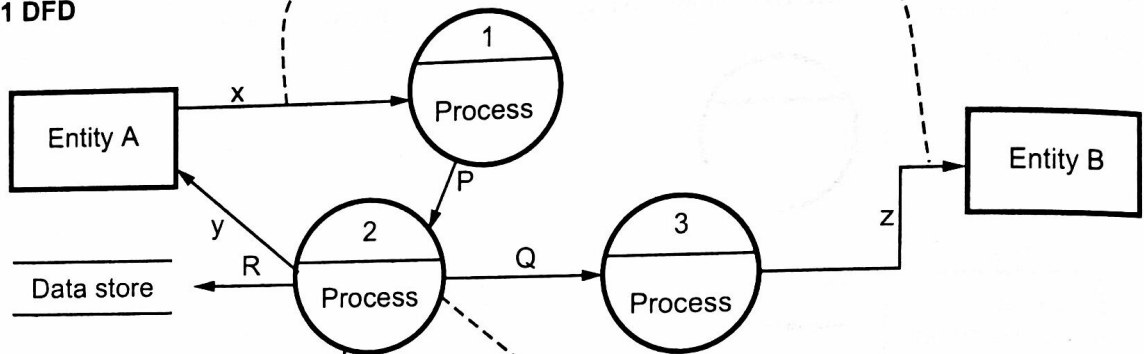 1 DFD
1
x
Process
Entity A
P
Entity B
y
2
3
z
R
Q
Data store
Process
Process